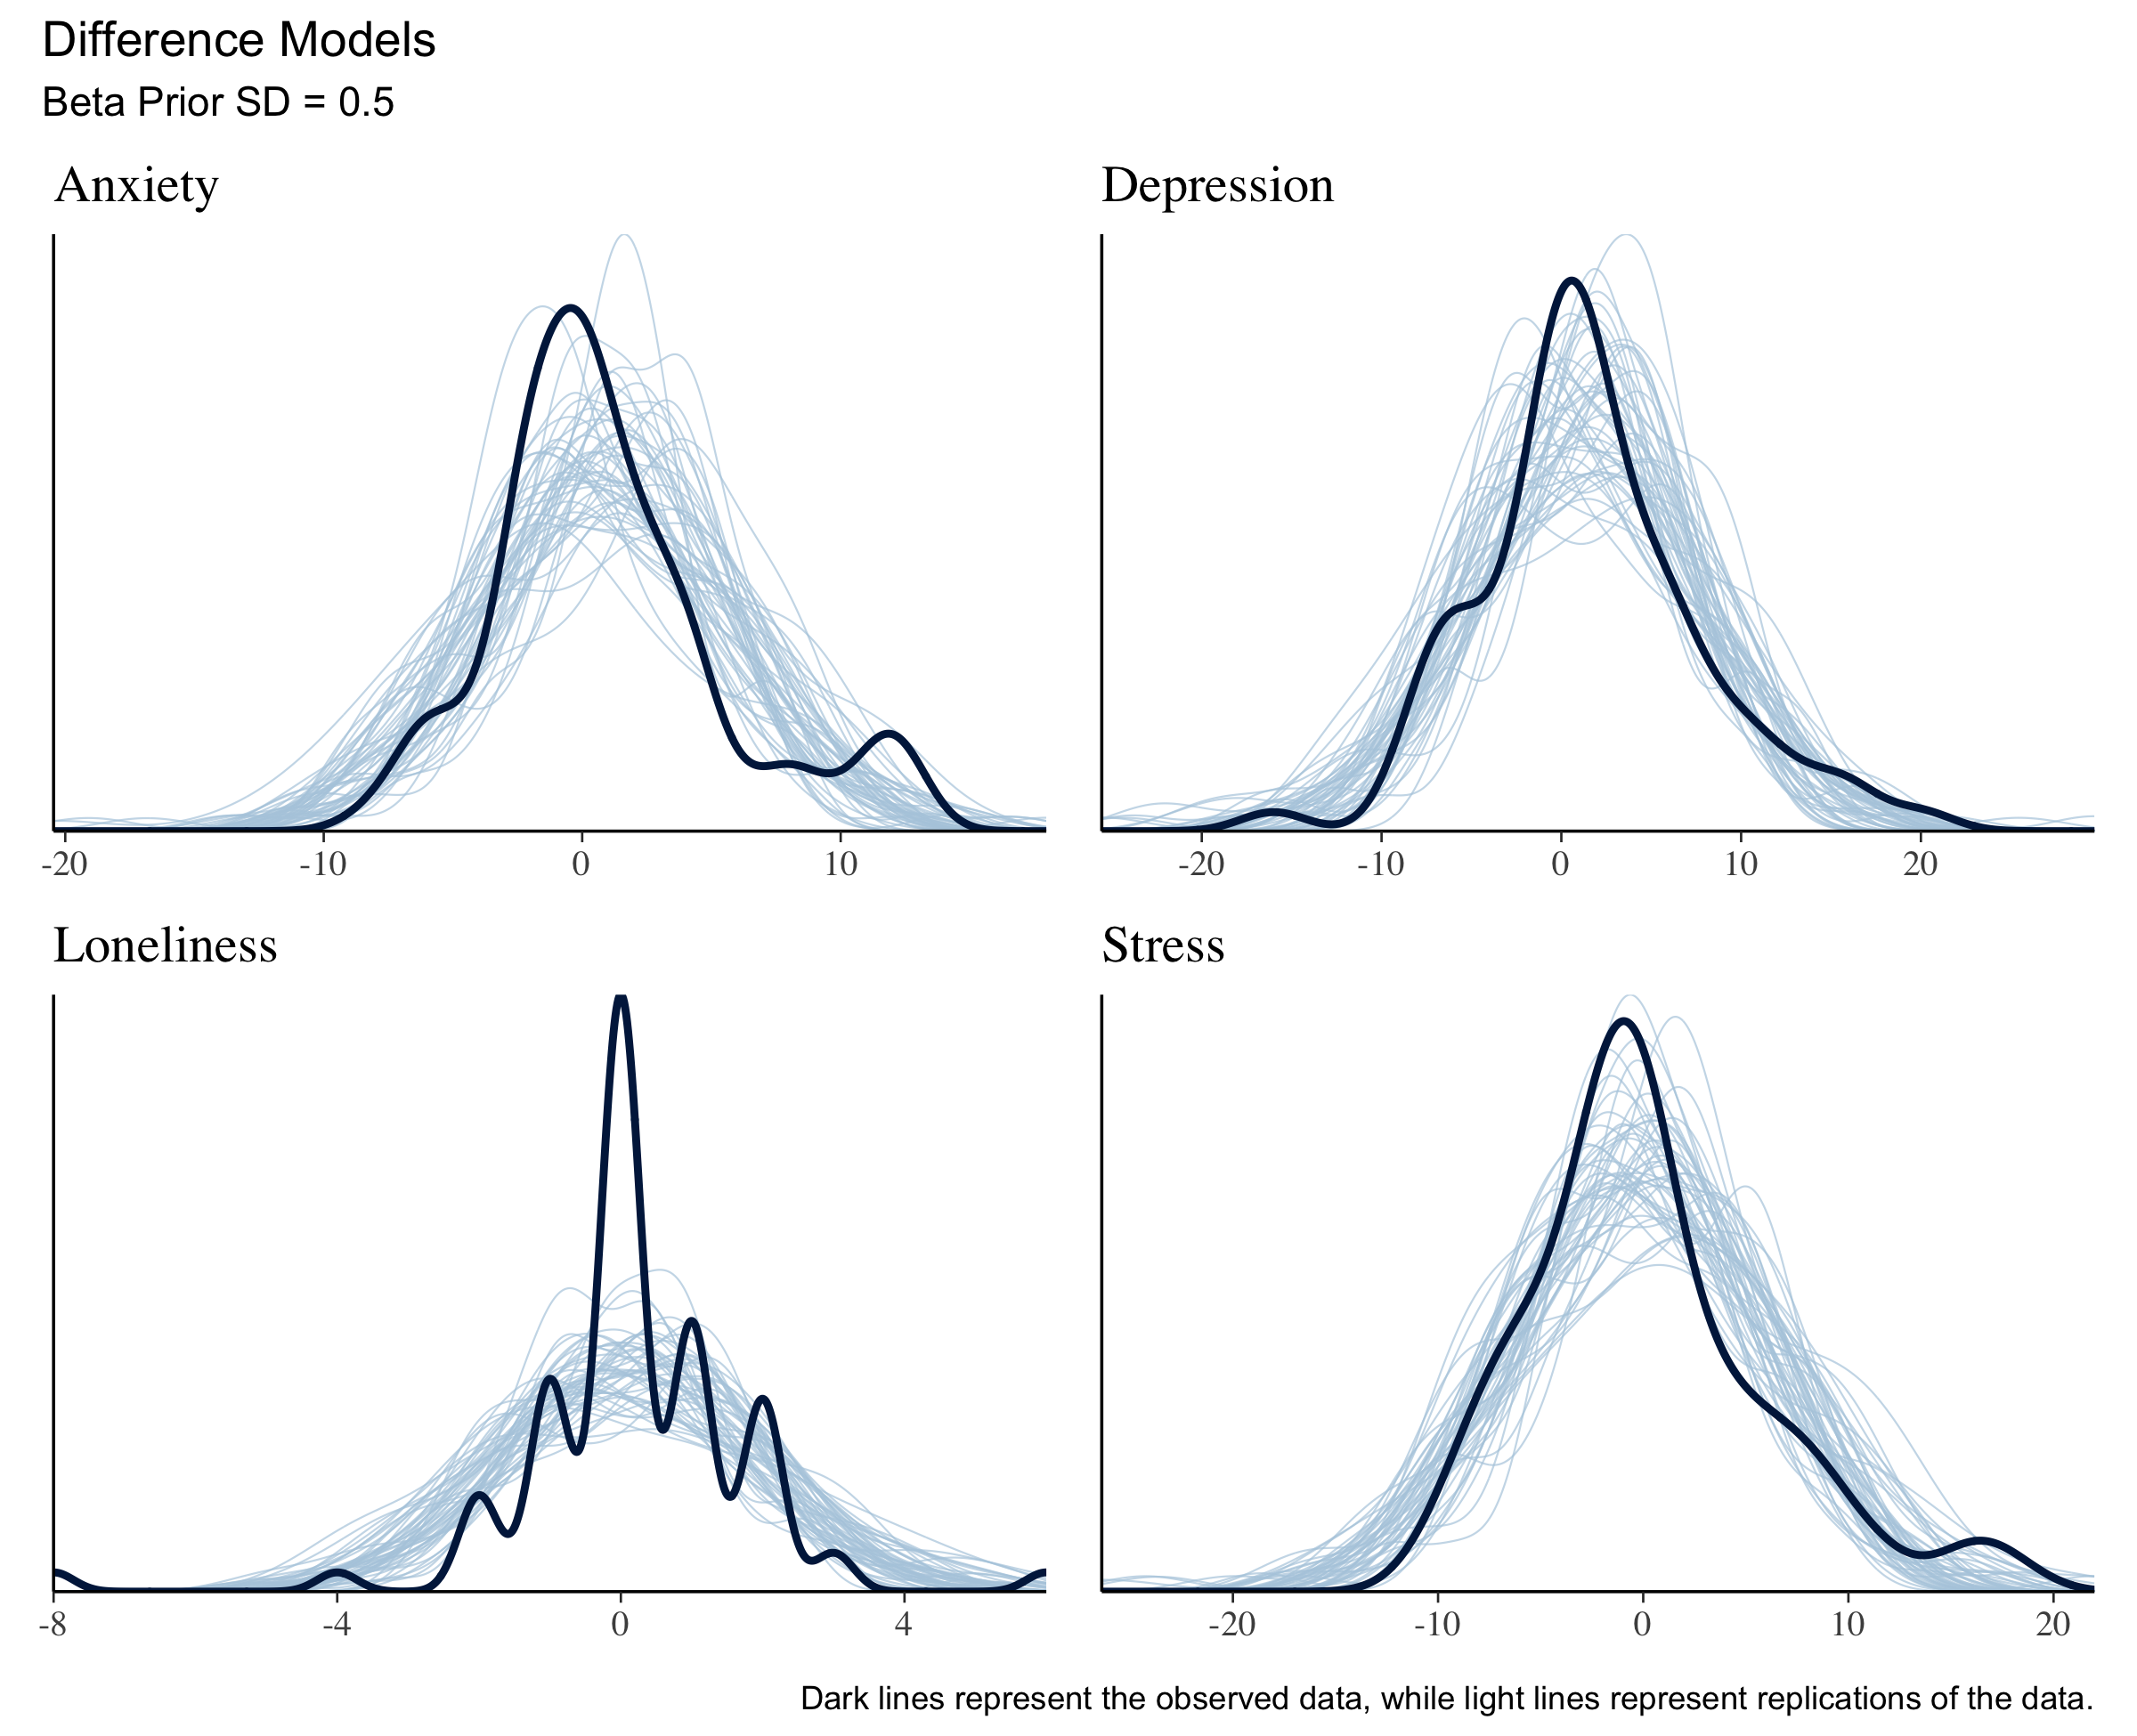 Difference Models
Beta Prior SD = 0.5
Anxiety
Depression
-20 -10 0 10
-20 -10 0 10 20
Loneliness
Stress
-8 -4 0 4
-20 -10 0 10 20
Dark lines represent the observed data, while light lines represent replications of the data.